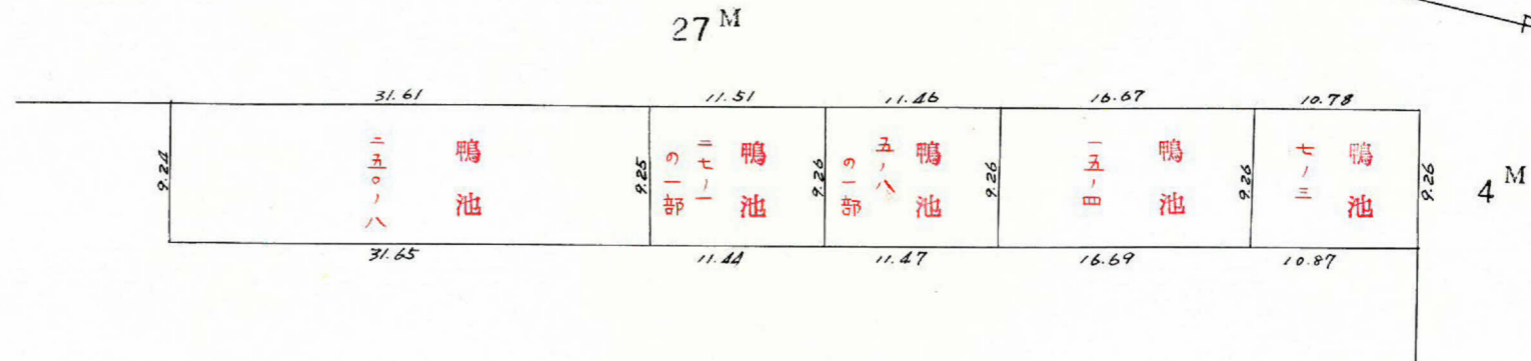 27 M
31.61
11.51
11.46
16.67
10.78
9.24
鴨池
二五〇ノ八
9.25
鴨池
二七ノ一
の一部
9.26
鴨池
五ノ八
の一部
9.26
鴨池
一五ノ四
9.26
鴨池
七ノ三
9.26
4 M
31.65
11.44
11.47
16.69
10.87